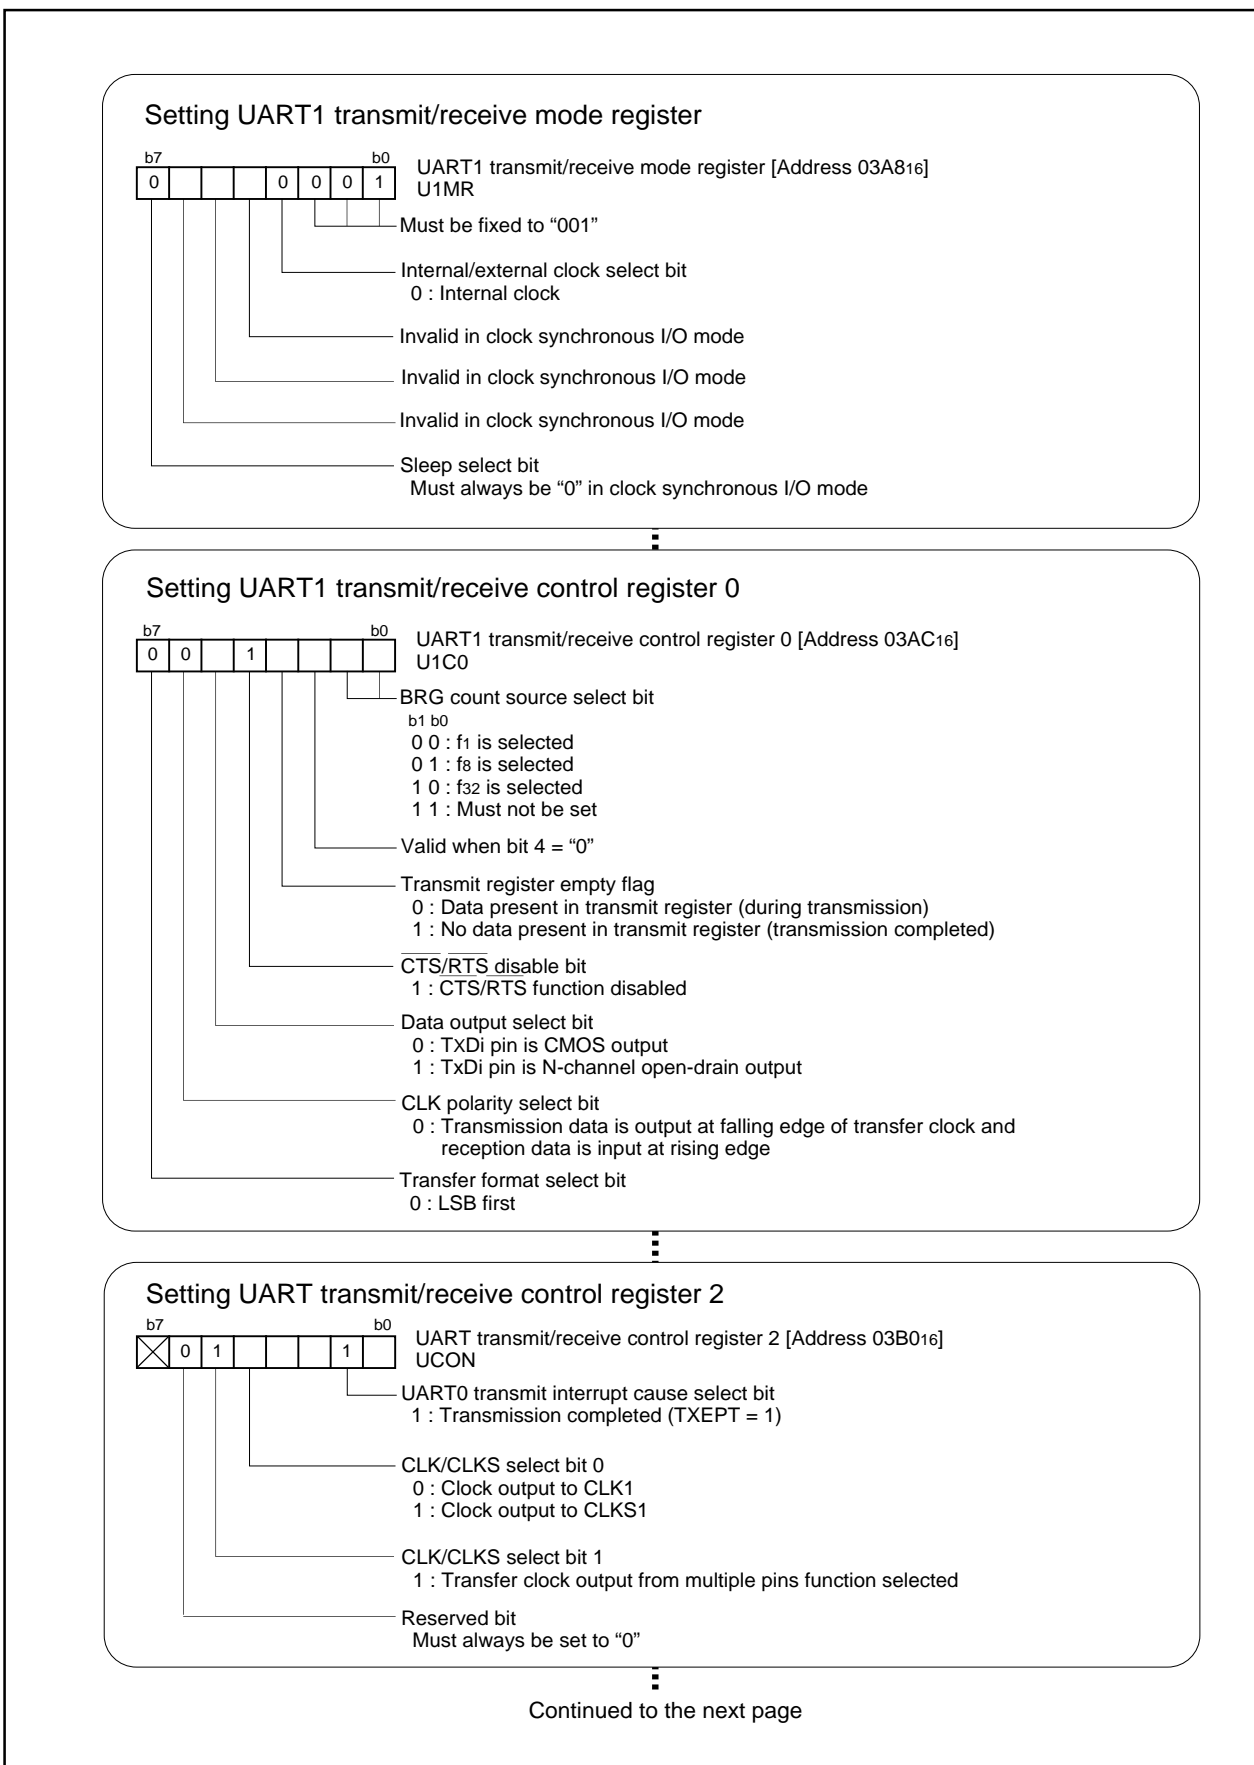 Setting UART1 transmit/receive mode register
b7 b0
0 0 0 0 1
UART1 transmit/receive mode register [Address 03A816]
U1MR
Must be fixed to “001”
Internal/external clock select bit
0 : Internal clock
Invalid in clock synchronous I/O mode
Invalid in clock synchronous I/O mode
Invalid in clock synchronous I/O mode
Sleep select bit
Must always be “0” in clock synchronous I/O mode
Setting UART1 transmit/receive control register 0
b7 b0
0 0 1
UART1 transmit/receive control register 0 [Address 03AC16]
U1C0
BRG count source select bit
b1 b0
0 0 : f1 is selected
0 1 : f8 is selected
1 0 : f32 is selected
1 1 : Must not be set
Valid when bit 4 = “0”
Transmit register empty flag
0 : Data present in transmit register (during transmission)
1 : No data present in transmit register (transmission completed)
CTS/RTS disable bit
1 : CTS/RTS function disabled
Data output select bit
0 : TXDi pin is CMOS output
1 : TxDi pin is N-channel open-drain output
CLK polarity select bit
0 : Transmission data is output at falling edge of transfer clock and
reception data is input at rising edge
Transfer format select bit
0 : LSB first
Setting UART transmit/receive control register 2
b7 b0
0 1 1
UART transmit/receive control register 2 [Address 03B016]
UCON
UART0 transmit interrupt cause select bit
1 : Transmission completed (TXEPT = 1)
CLK/CLKS select bit 0
0 : Clock output to CLK1
1 : Clock output to CLKS1
CLK/CLKS select bit 1
1 : Transfer clock output from multiple pins function selected
Reserved bit
Must always be set to “0”
Continued to the next page